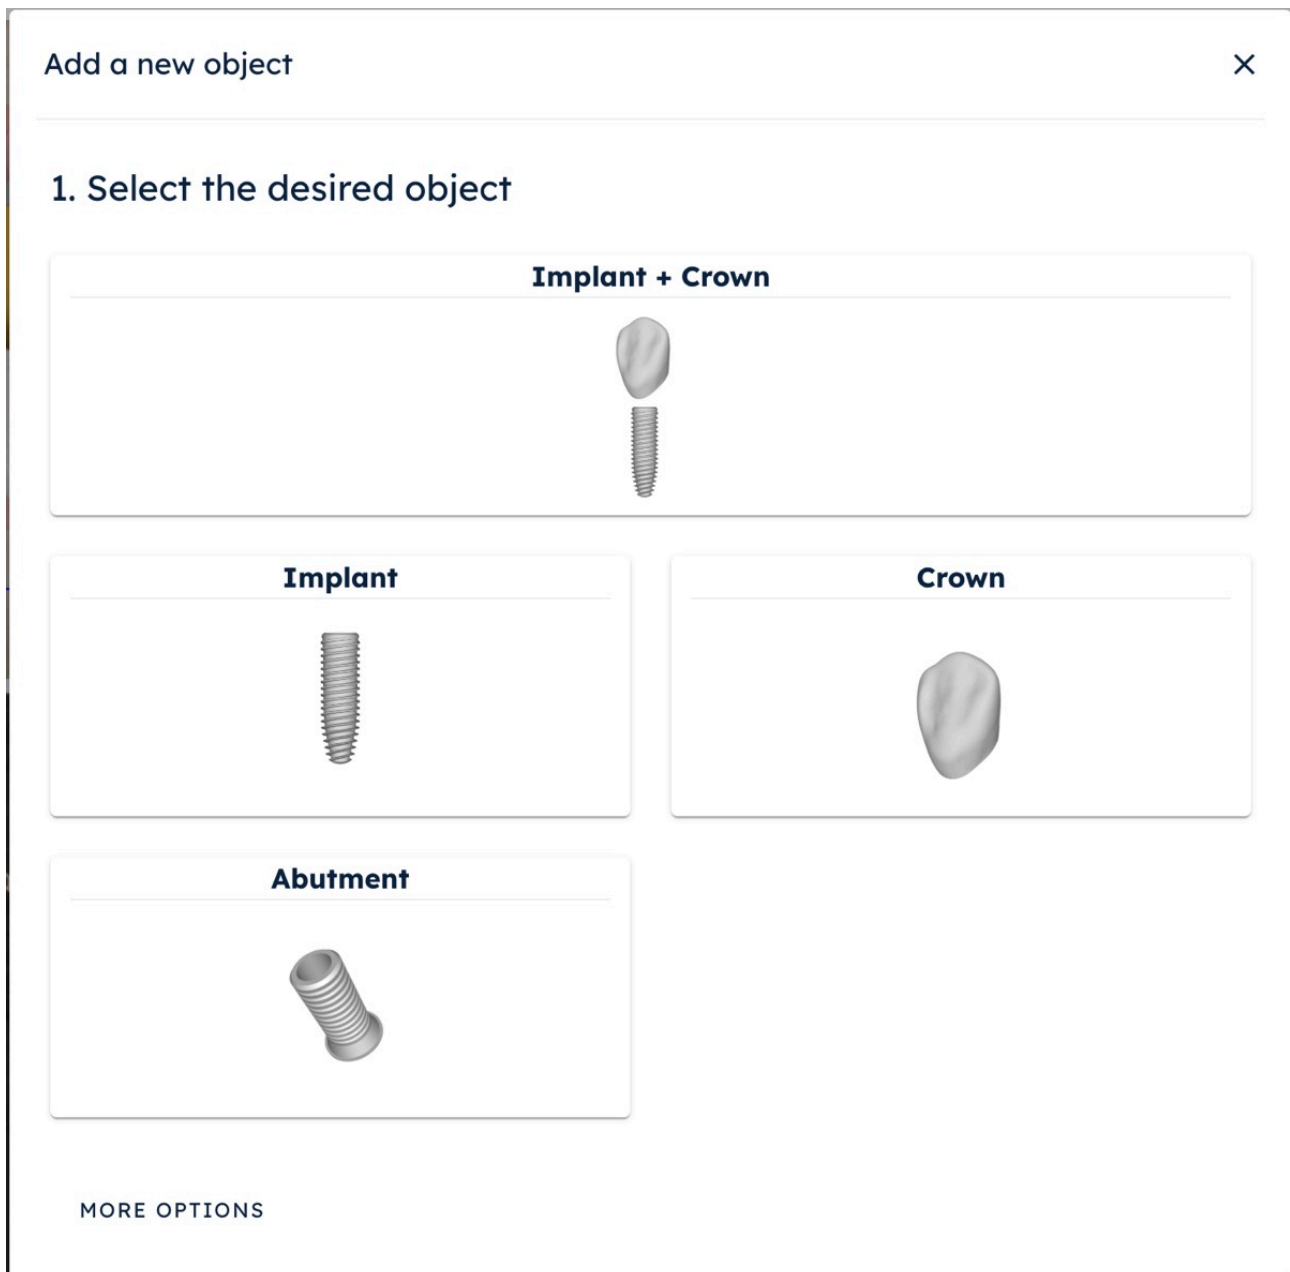 Add a new object
1. Select the desired object
Implant + Crown
Implant
Crown
Abutment
MORE OPTIONS